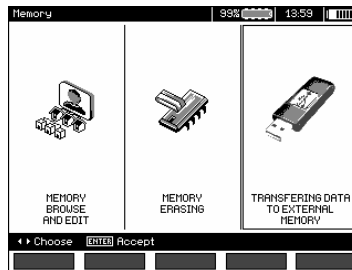 Memory 99% 13:59
MEMORY
BROWSE
AND EDIT
MEMORY
ERASING
TRANSFERING DATA
TO EXTERNAL
MEMORY
Choose ENTER Accept